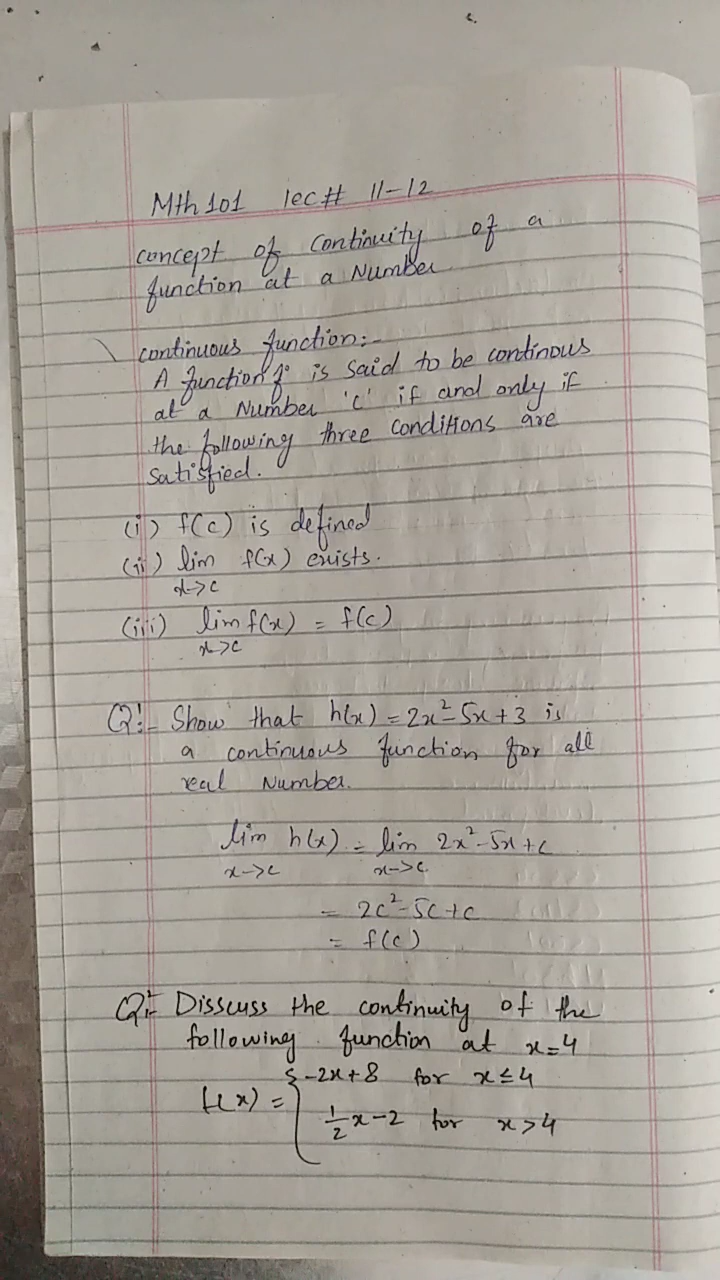 Mth 101 lec# 11-12
concept of Continuity of a
function at a Number
continuous function:-
A function 'f' is said to be continous
at a Number 'c' if and only if
the following three conditions are
satisfied.
(i) f(c) is defined
(ii) lim f(x) exists.
x->c
(iii) lim f(x) = f(c)
x->c
Q1:- Show that h(x) = 2x²-5x+3 is
a continuous function for all
real Number.
lim h(x) = lim 2x²-5x+c
x->c x->c
= 2c²-5c+c
= f(c)
Q2:- Disscuss the continuity of the
following function at x=4
f(x) = { -2x+8 for x≤4
1/2 x-2 for x>4